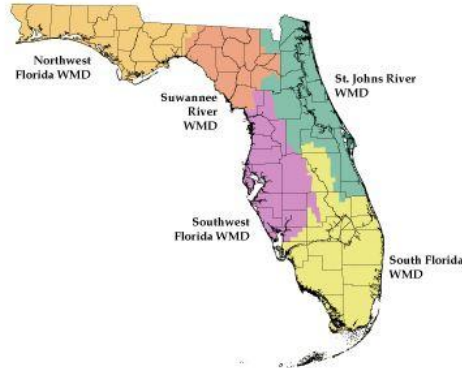 Northwest
Florida WMD
St. Johns River
WMD
Suwannee
River
WMD
Southwest
Florida WMD
South Florida
WMD